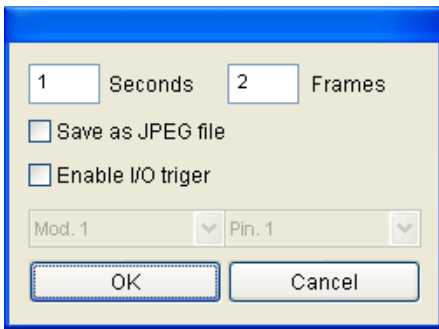 1 Seconds 2 Frames
Save as JPEG file
Enable I/O triger
Mod. 1 Pin. 1
OK Cancel